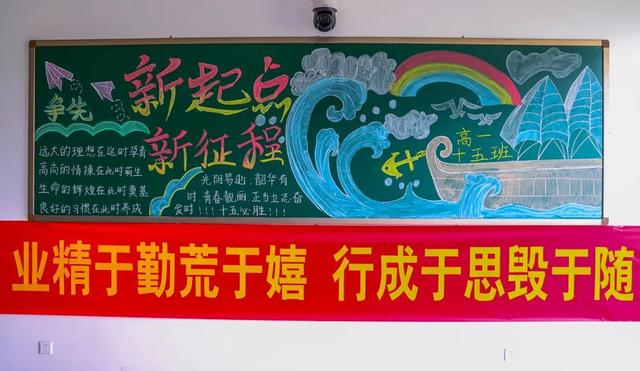 争先
新起点
新征程
远大的理想在这时孕育
高尚的情操在此时萌生
生命的辉煌在此时奠基
良好的习惯在此时养成
光阴易逝,韶华有
时,青春靓丽,正当立志奋
发时!!!十五必胜!!!
高一
十五班
业精于勤荒于嬉 行成于思毁于随